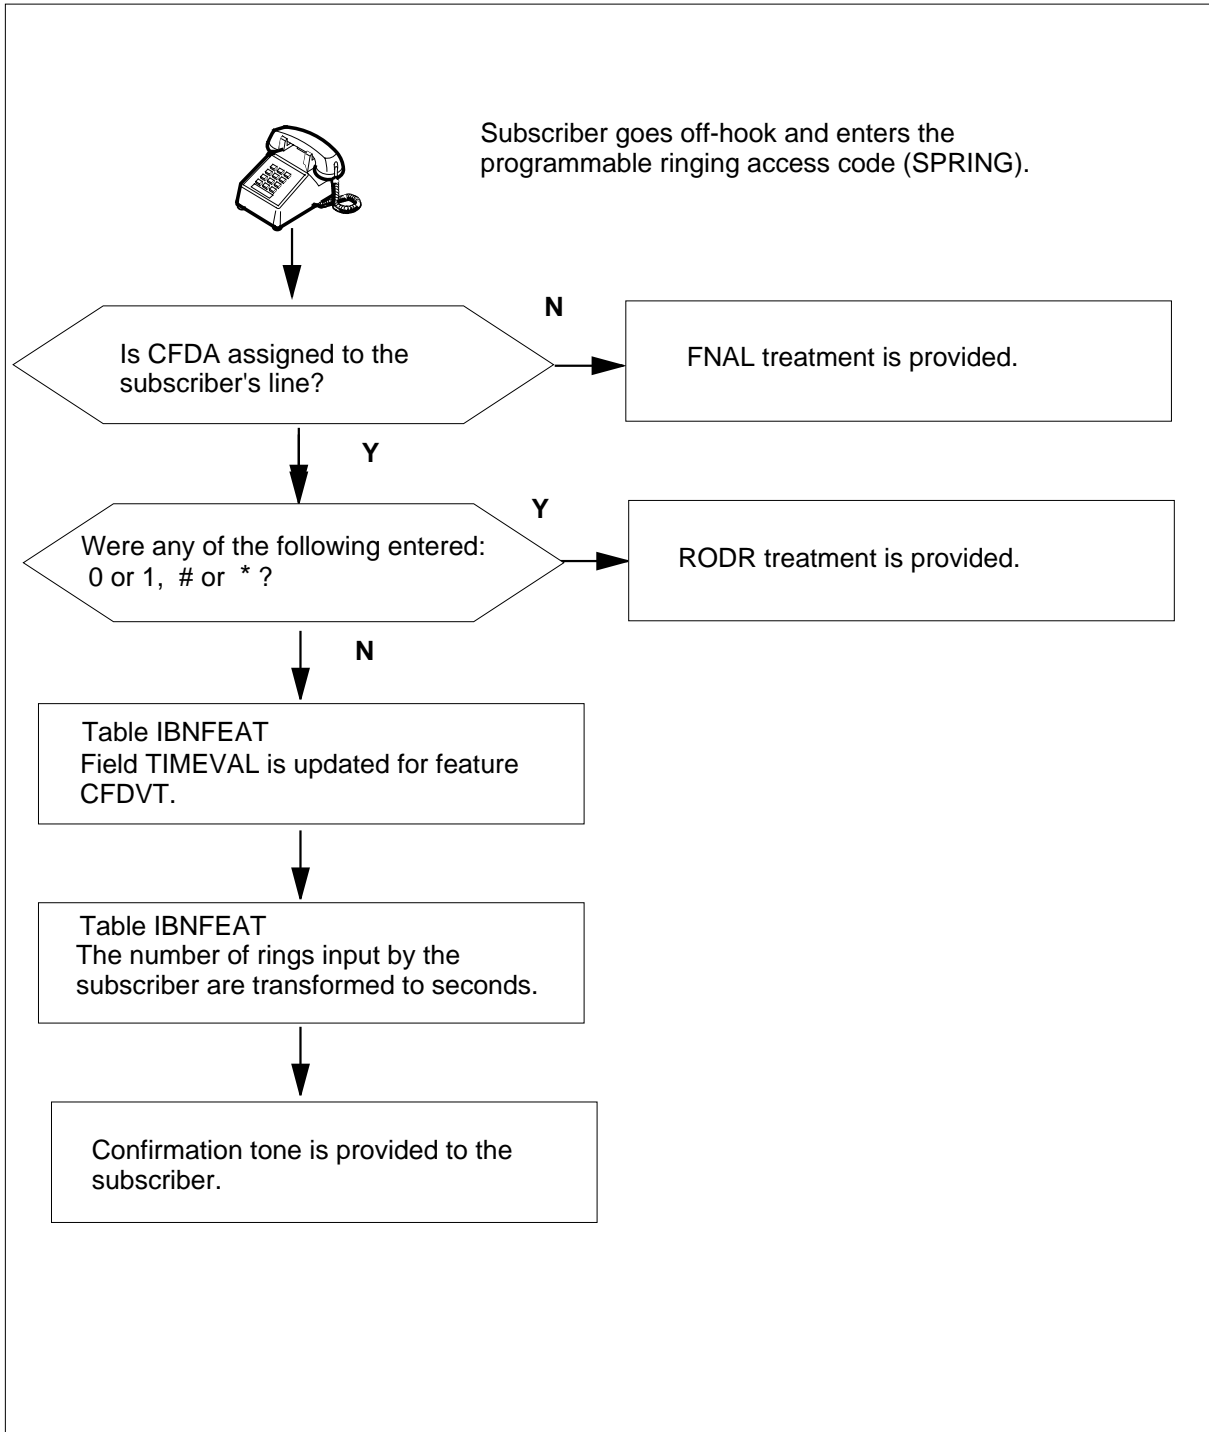 Subscriber goes off-hook and enters the
programmable ringing access code (SPRING).
N
Is CFDA assigned to the
subscriber's line?
FNAL treatment is provided.
Y
Y
Were any of the following entered:
0 or 1, # or * ?
RODR treatment is provided.
N
Table IBNFEAT
Field TIMEVAL is updated for feature
CFDVT.
Table IBNFEAT
The number of rings input by the
subscriber are transformed to seconds.
Confirmation tone is provided to the
subscriber.